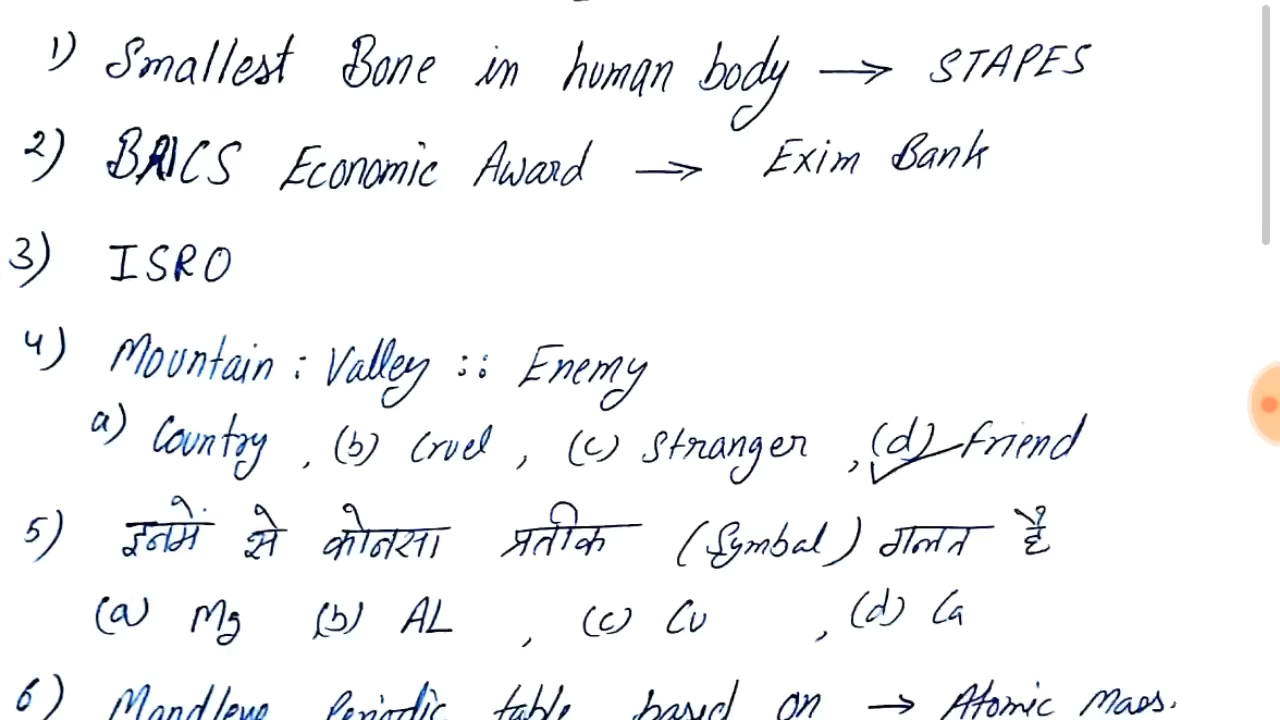 1) Smallest Bone in human body → STAPES
2) BRICS Economic Award → Exim Bank
3) ISRO
4) Mountain : Valley :: Enemy
a) Country , (b) Cruel , (c) Stranger , (d) Friend
5) इनमें से कोनसा प्रतीक (Symbol) गलत है
(a) Mg (b) AL , (c) Cu , (d) Ca
6) Mandleve Periodic table based on → Atomic Mass.